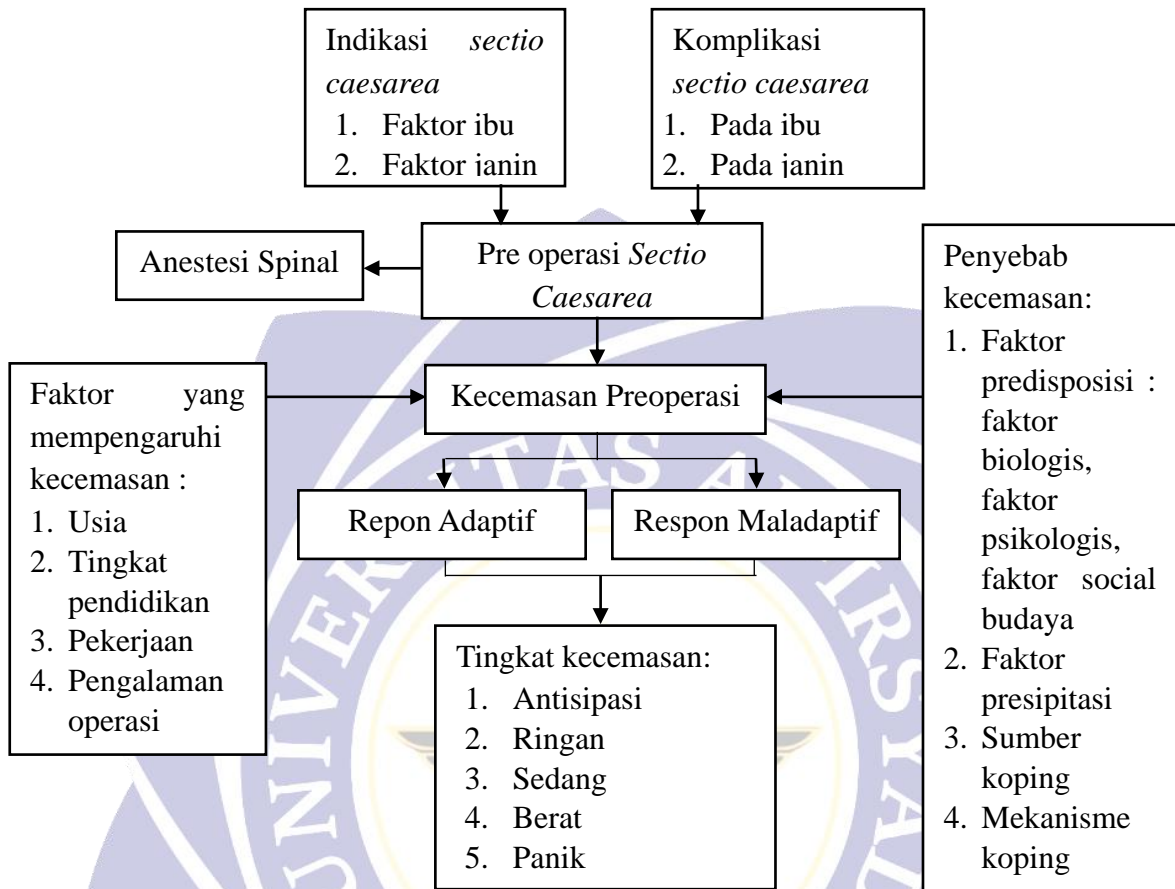 Indikasi sectio
caesarea
1. Faktor ibu
2. Faktor janin
Komplikasi
sectio caesarea
1. Pada ibu
2. Pada janin
Anestesi Spinal
Pre operasi Sectio
Caesarea
Penyebab
kecemasan:
1. Faktor
predisposisi :
faktor
biologis,
faktor
psikologis,
faktor social
budaya
2. Faktor
presipitasi
3. Sumber
koping
4. Mekanisme
koping
Faktor yang
mempengaruhi
kecemasan :
1. Usia
2. Tingkat
pendidikan
3. Pekerjaan
4. Pengalaman
operasi
Kecemasan Preoperasi
Repon Adaptif
Respon Maladaptif
Tingkat kecemasan:
1. Antisipasi
2. Ringan
3. Sedang
4. Berat
5. Panik